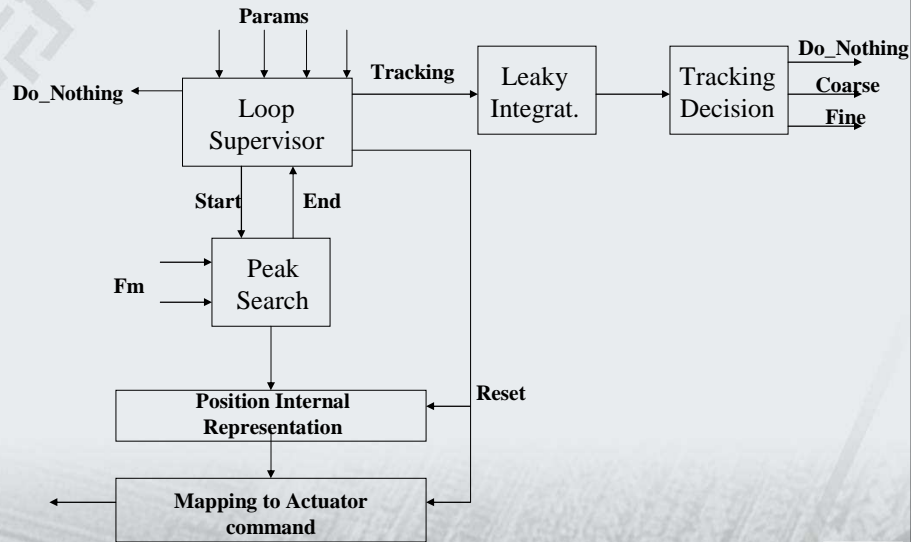 Params
Tracking
Do_Nothing
Loop
Supervisor
Leaky
Integrat.
Tracking
Decision
Do_Nothing
Coarse
Fine
Start
End
Fm
Peak
Search
Reset
Position Internal
Representation
Mapping to Actuator
command